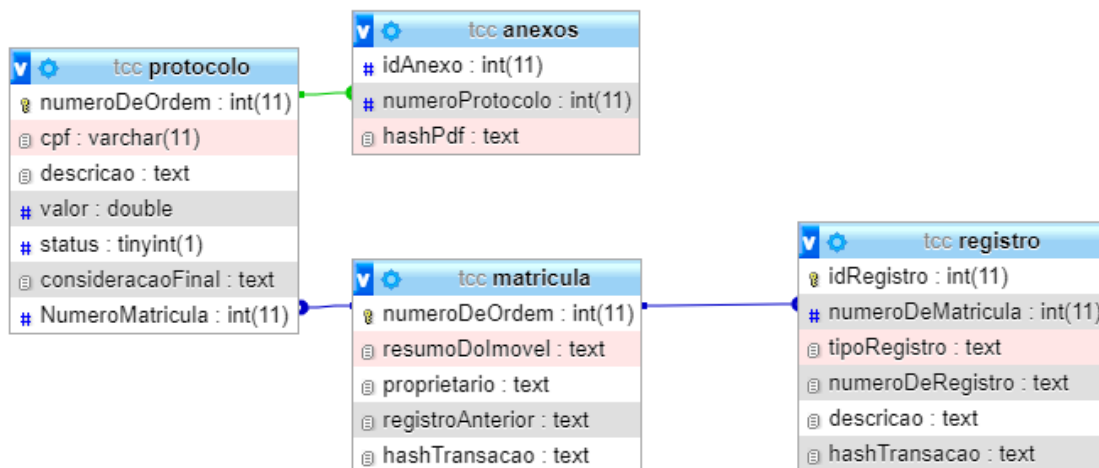 tcc protocolo
numeroDeOrdem : int(11)
cpf : varchar(11)
descricao : text
valor : double
status : tinyint(1)
consideracaoFinal : text
NumeroMatricula : int(11)
tcc anexos
idAnexo : int(11)
numeroProtocolo : int(11)
hashPdf : text
tcc matricula
numeroDeOrdem : int(11)
resumoDoImovel : text
proprietario : text
registroAnterior : text
hashTransacao : text
tcc registro
idRegistro : int(11)
numeroDeMatricula : int(11)
tipoRegistro : text
numeroDeRegistro : text
descricao : text
hashTransacao : text